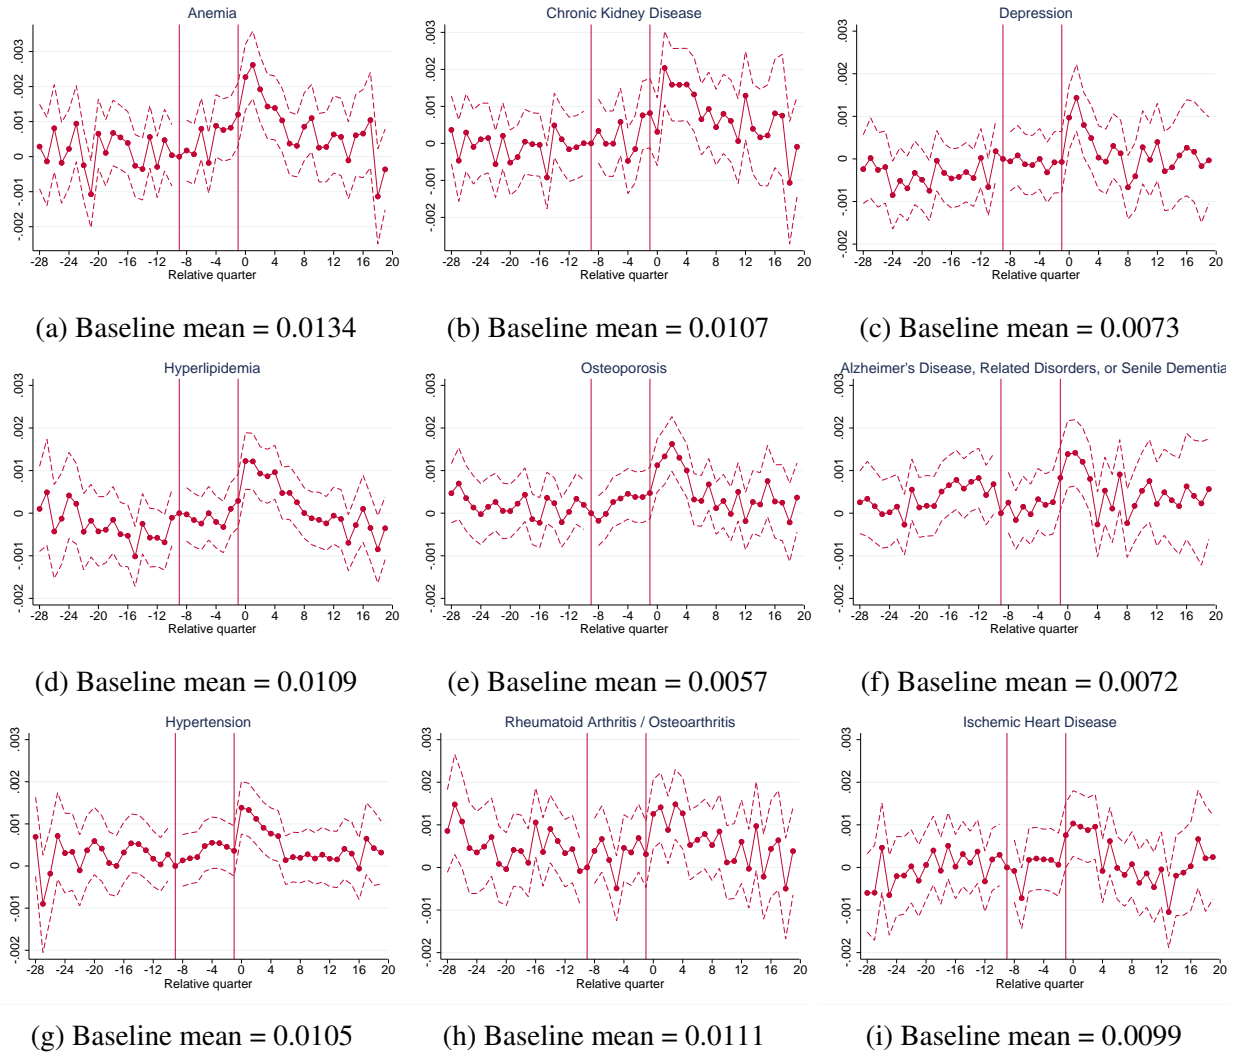 Anemia
.003
.002
.001
0
-.001
-.002
-28 -24 -20 -16 -12 -8 -4 0 4 8 12 16 20
Relative quarter
(a) Baseline mean = 0.0134
Chronic Kidney Disease
.003
.002
.001
0
-.001
-.002
-28 -24 -20 -16 -12 -8 -4 0 4 8 12 16 20
Relative quarter
(b) Baseline mean = 0.0107
Depression
.003
.002
.001
0
-.001
-.002
-28 -24 -20 -16 -12 -8 -4 0 4 8 12 16 20
Relative quarter
(c) Baseline mean = 0.0073
Hyperlipidemia
.003
.002
.001
0
-.001
-.002
-28 -24 -20 -16 -12 -8 -4 0 4 8 12 16 20
Relative quarter
(d) Baseline mean = 0.0109
Osteoporosis
.003
.002
.001
0
-.001
-.002
-28 -24 -20 -16 -12 -8 -4 0 4 8 12 16 20
Relative quarter
(e) Baseline mean = 0.0057
Alzheimer's Disease, Related Disorders, or Senile Dementia
.003
.002
.001
0
-.001
-.002
-28 -24 -20 -16 -12 -8 -4 0 4 8 12 16 20
Relative quarter
(f) Baseline mean = 0.0072
Hypertension
.003
.002
.001
0
-.001
-.002
-28 -24 -20 -16 -12 -8 -4 0 4 8 12 16 20
Relative quarter
(g) Baseline mean = 0.0105
Rheumatoid Arthritis / Osteoarthritis
.003
.002
.001
0
-.001
-.002
-28 -24 -20 -16 -12 -8 -4 0 4 8 12 16 20
Relative quarter
(h) Baseline mean = 0.0111
Ischemic Heart Disease
.003
.002
.001
0
-.001
-.002
-28 -24 -20 -16 -12 -8 -4 0 4 8 12 16 20
Relative quarter
(i) Baseline mean = 0.0099